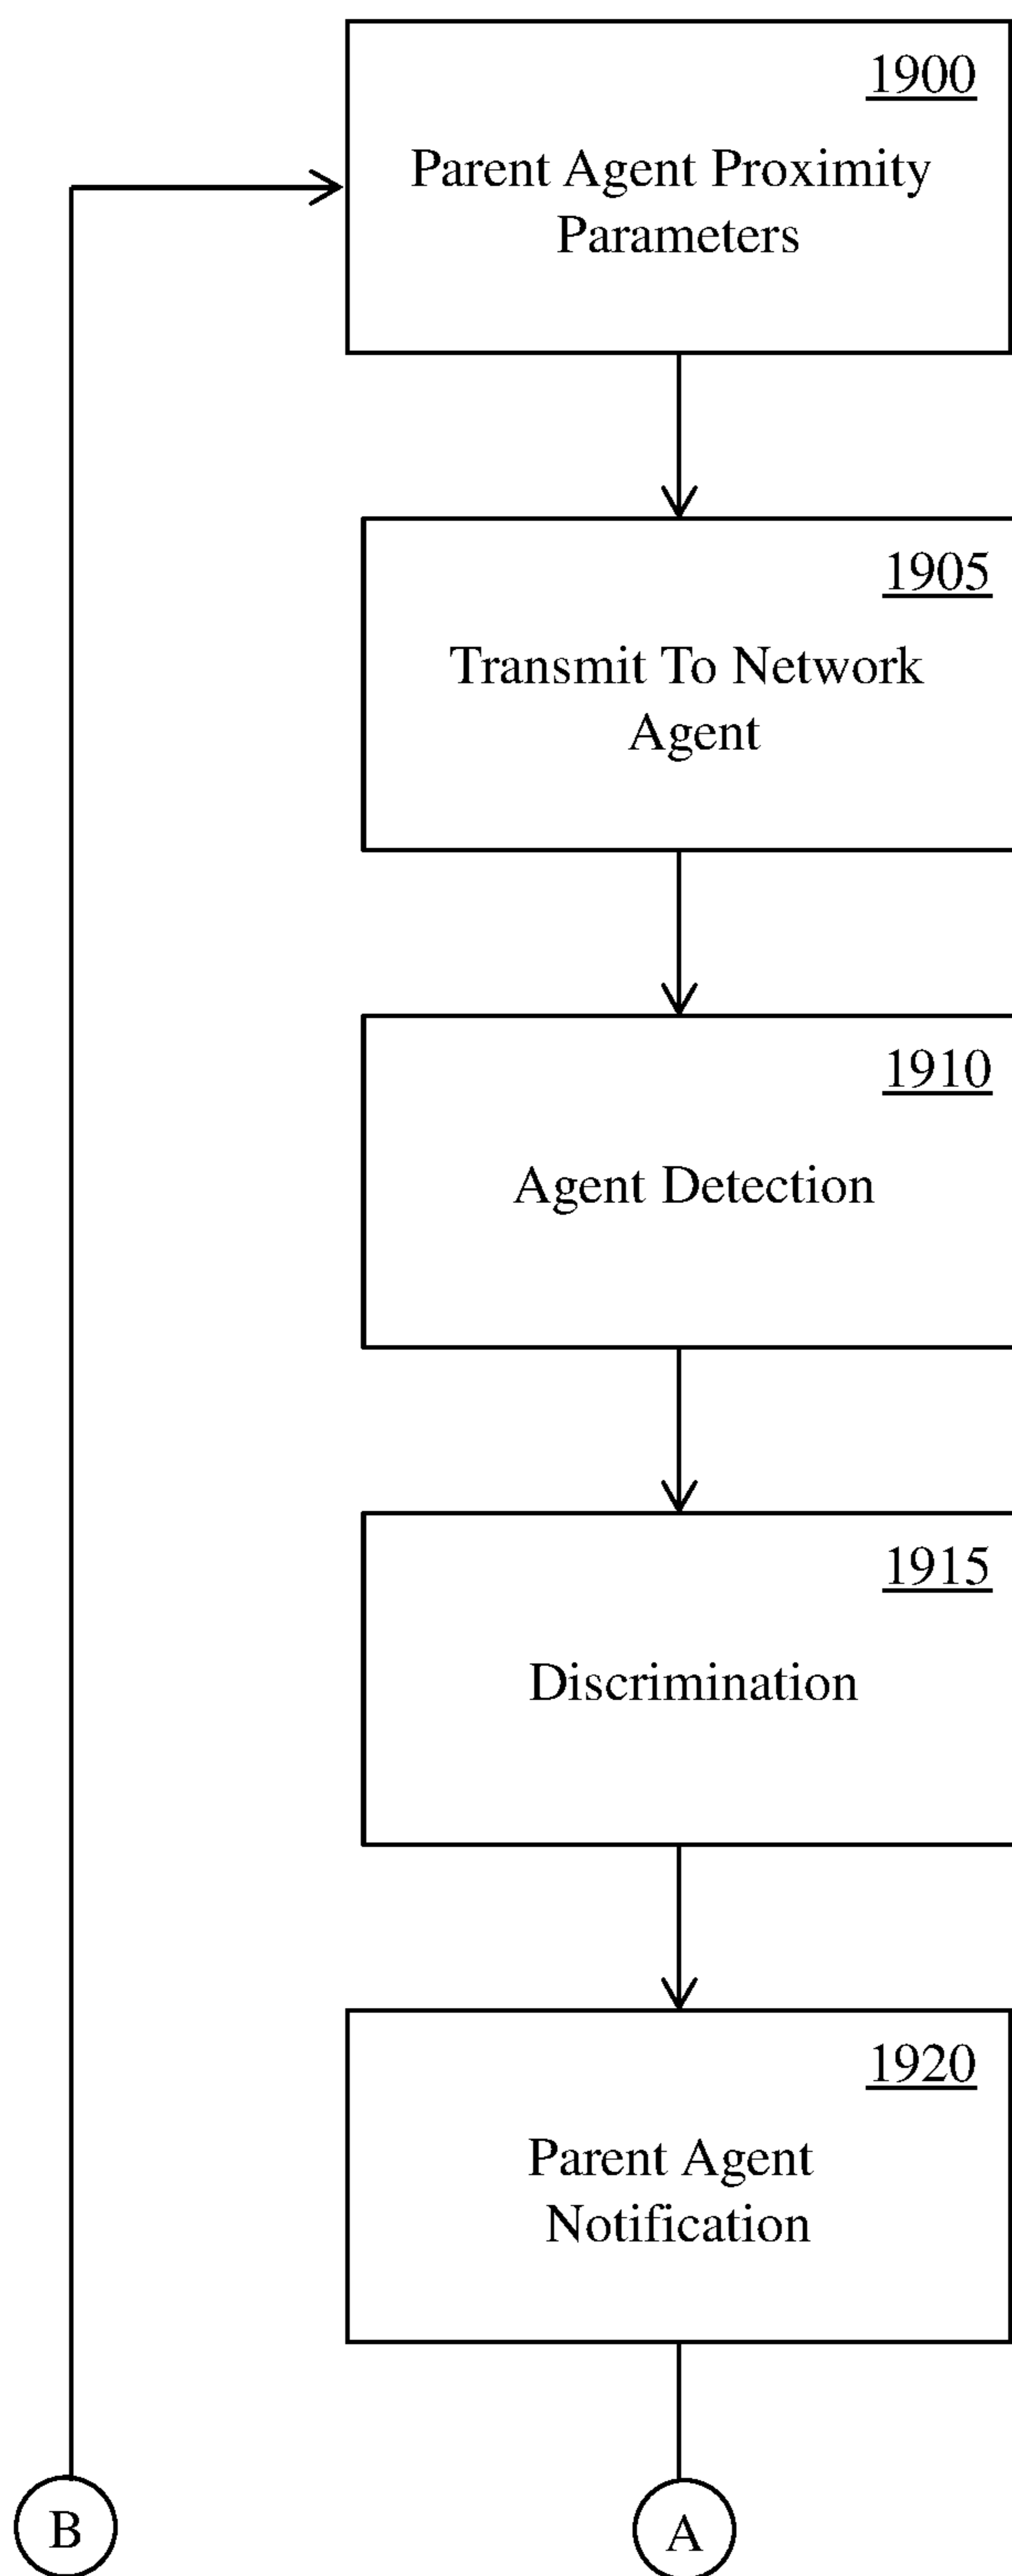 1900
Parent Agent Proximity
Parameters
1905
Transmit To Network
Agent
1910
Agent Detection
1915
Discrimination
1920
Parent Agent
Notification
B
A